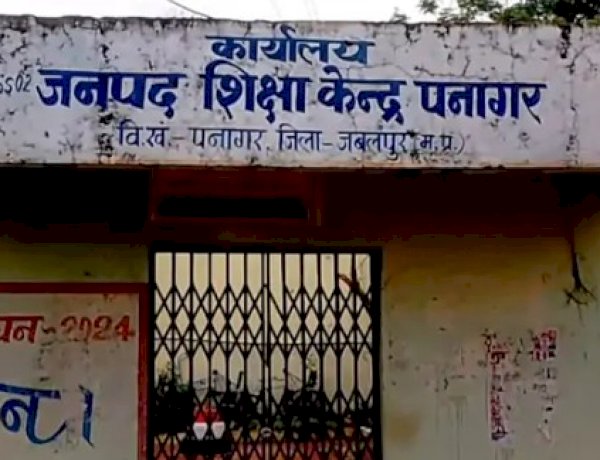 कार्यालय
जनपद शिक्षा केन्द्र पनागर
वि.ख.- पनागर, जिला- जबलपुर (म.प्र.)
2024